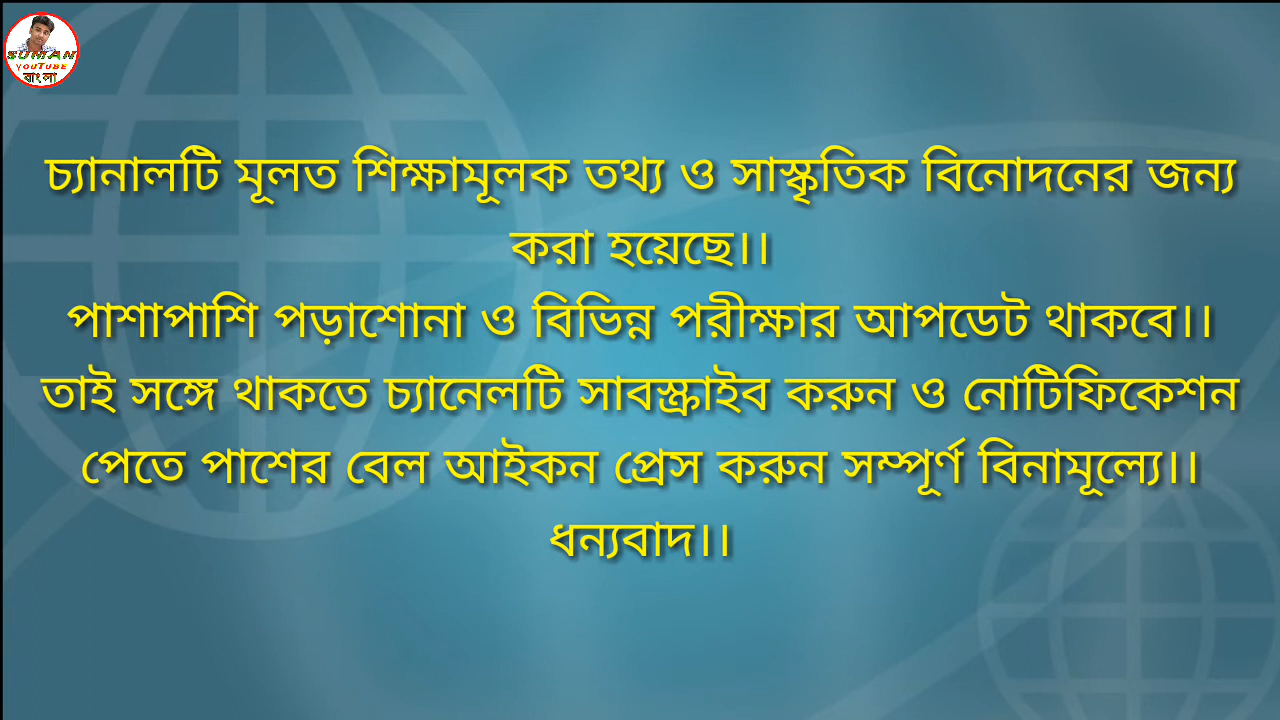 SUMAN
YOUTUBE
বাংলা
চ্যানালটি মূলত শিক্ষামূলক তথ্য ও সাস্কৃতিক বিনোদনের জন্য
করা হয়েছে।।
পাশাপাশি পড়াশোনা ও বিভিন্ন পরীক্ষার আপডেট থাকবে।।
তাই সঙ্গে থাকতে চ্যানেলটি সাবস্ক্রাইব করুন ও নোটিফিকেশন
পেতে পাশের বেল আইকন প্রেস করুন সম্পূর্ণ বিনামূল্যে।।
ধন্যবাদ।।